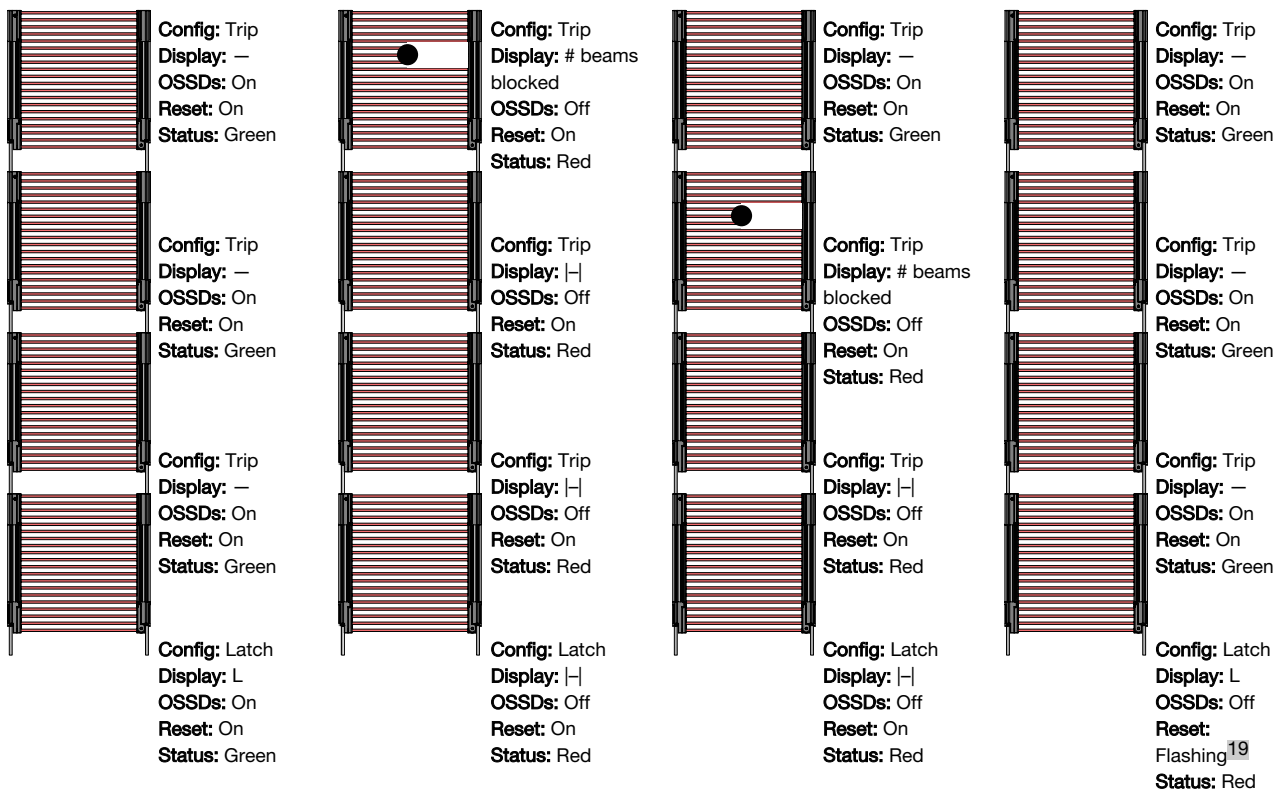 Config: Trip
Display: —
OSSDs: On
Reset: On
Status: Green
Config: Trip
Display: —
OSSDs: On
Reset: On
Status: Green
Config: Trip
Display: —
OSSDs: On
Reset: On
Status: Green
Config: Latch
Display: L
OSSDs: On
Reset: On
Status: Green
Config: Trip
Display: # beams
blocked
OSSDs: Off
Reset: On
Status: Red
Config: Trip
Display: |–|
OSSDs: Off
Reset: On
Status: Red
Config: Trip
Display: |–|
OSSDs: Off
Reset: On
Status: Red
Config: Latch
Display: |–|
OSSDs: Off
Reset: On
Status: Red
Config: Trip
Display: —
OSSDs: On
Reset: On
Status: Green
Config: Trip
Display: # beams
blocked
OSSDs: Off
Reset: On
Status: Red
Config: Trip
Display: |–|
OSSDs: Off
Reset: On
Status: Red
Config: Latch
Display: |–|
OSSDs: Off
Reset: On
Status: Red
Config: Trip
Display: —
OSSDs: On
Reset: On
Status: Green
Config: Trip
Display: —
OSSDs: On
Reset: On
Status: Green
Config: Trip
Display: —
OSSDs: On
Reset: On
Status: Green
Config: Latch
Display: L
OSSDs: Off
Reset:
Flashing19
Status: Red